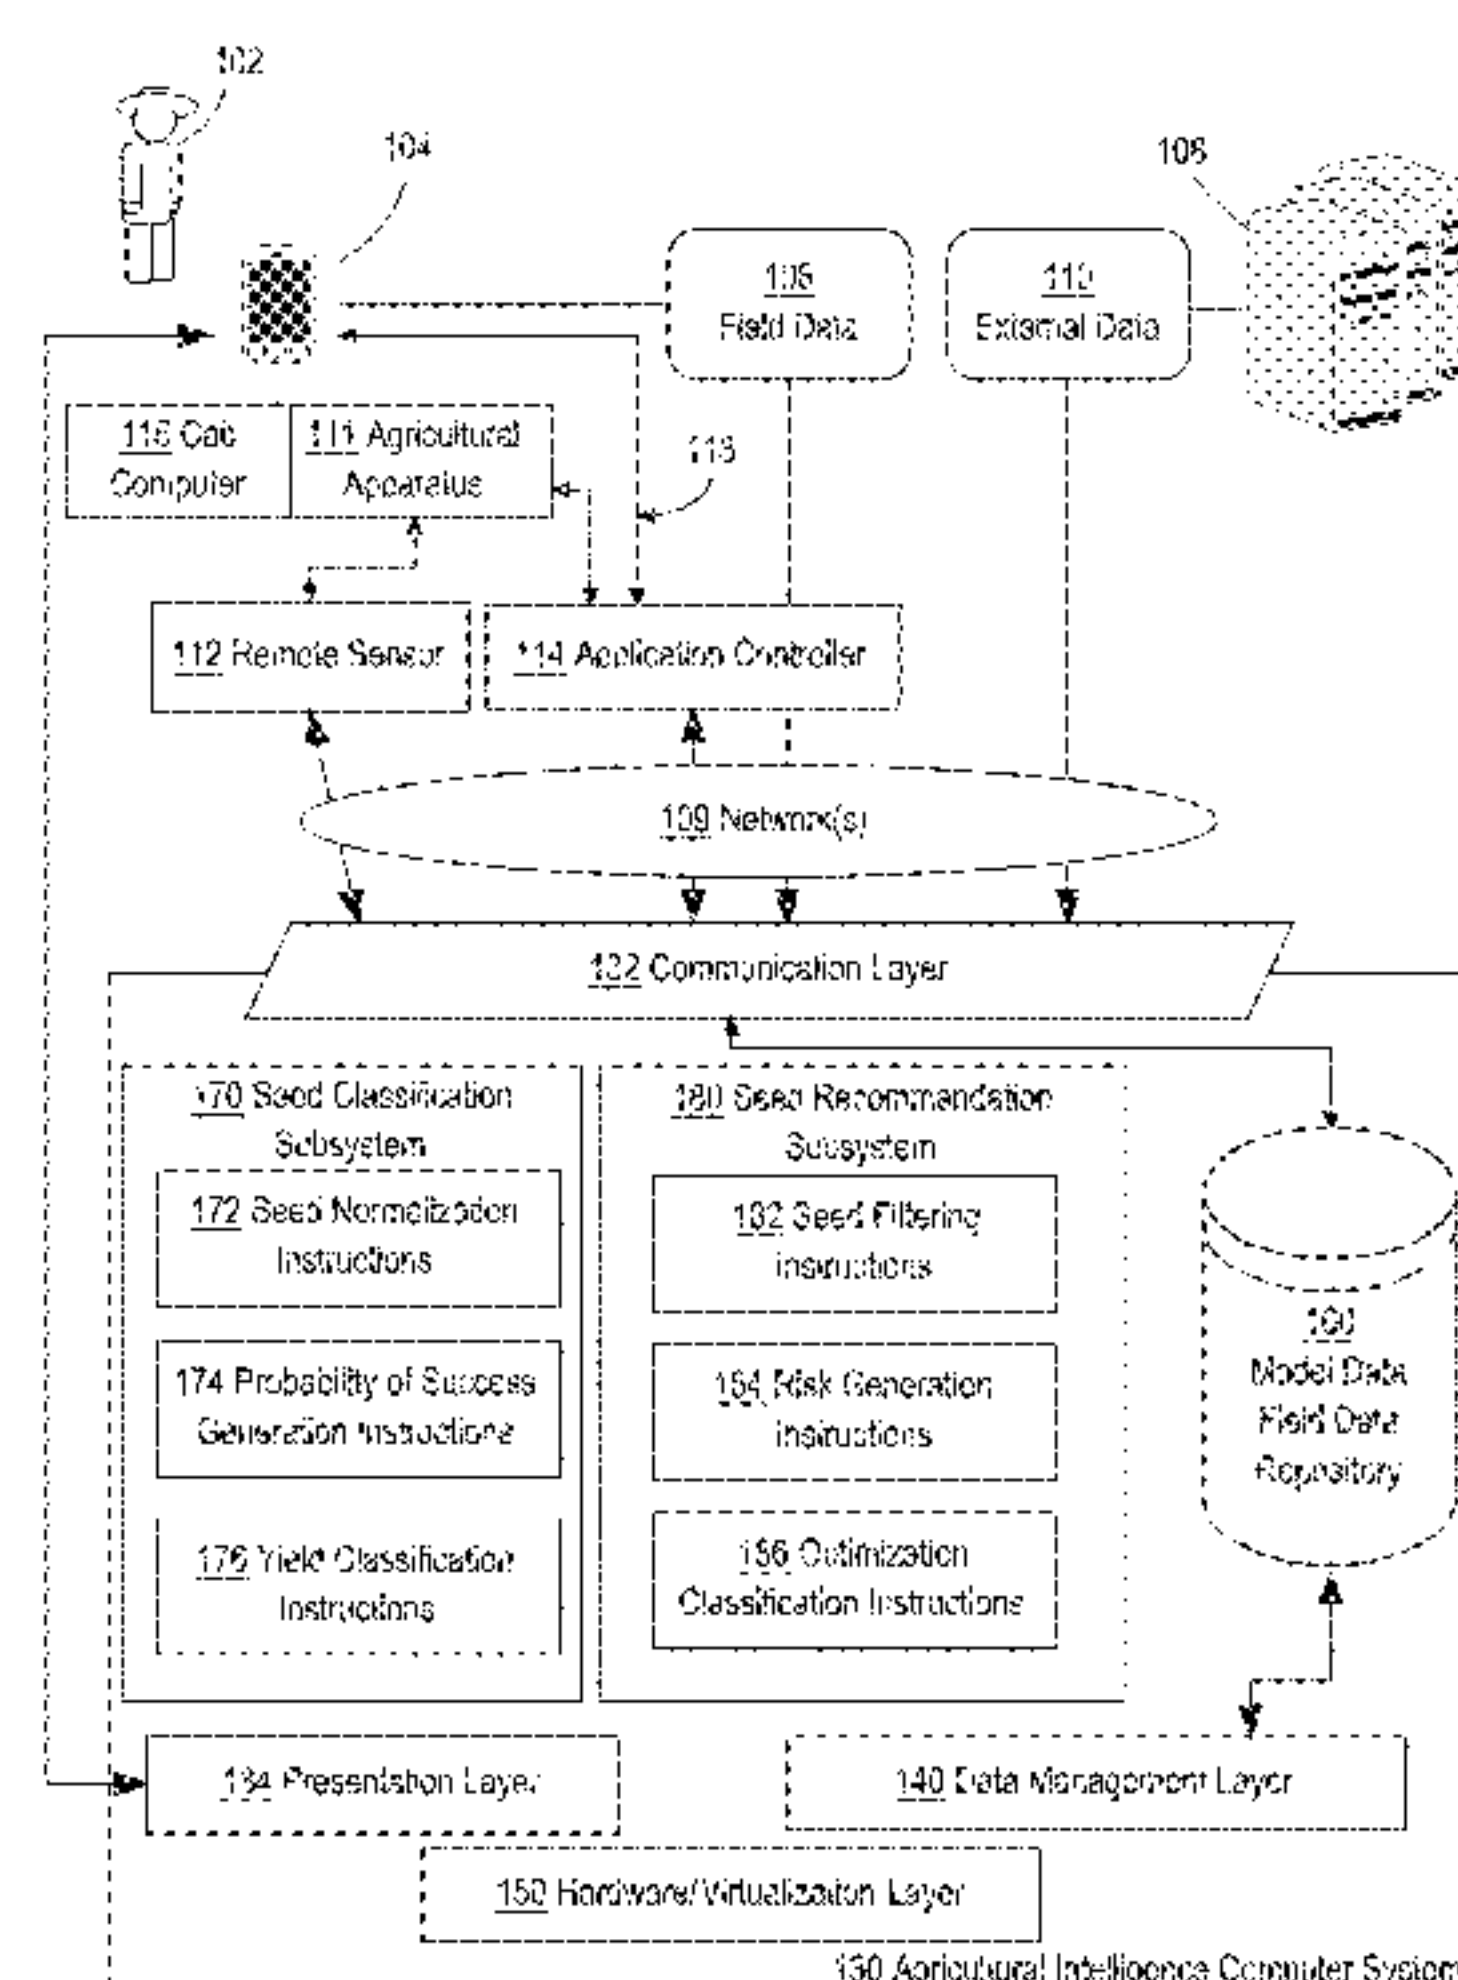 102
104
108
106
Field Data
110
External Data
115 Cab
Computer
111 Agricultural
Apparatus
113
112 Remote Sensor
114 Application Controller
109 Network(s)
132 Communication Layer
170 Seed Classification
Subsystem
172 Seed Normalization
Instructions
174 Probability of Success
Generation Instructions
176 Yield Classification
Instructions
180 Seed Recommendation
Subsystem
182 Seed Filtering
Instructions
184 Risk Generation
Instructions
186 Optimization
Classification Instructions
160
Model Data
Field Data
Repository
134 Presentation Layer
140 Data Management Layer
150 Hardware/Virtualization Layer
130 Agricultural Intelligence Computer System